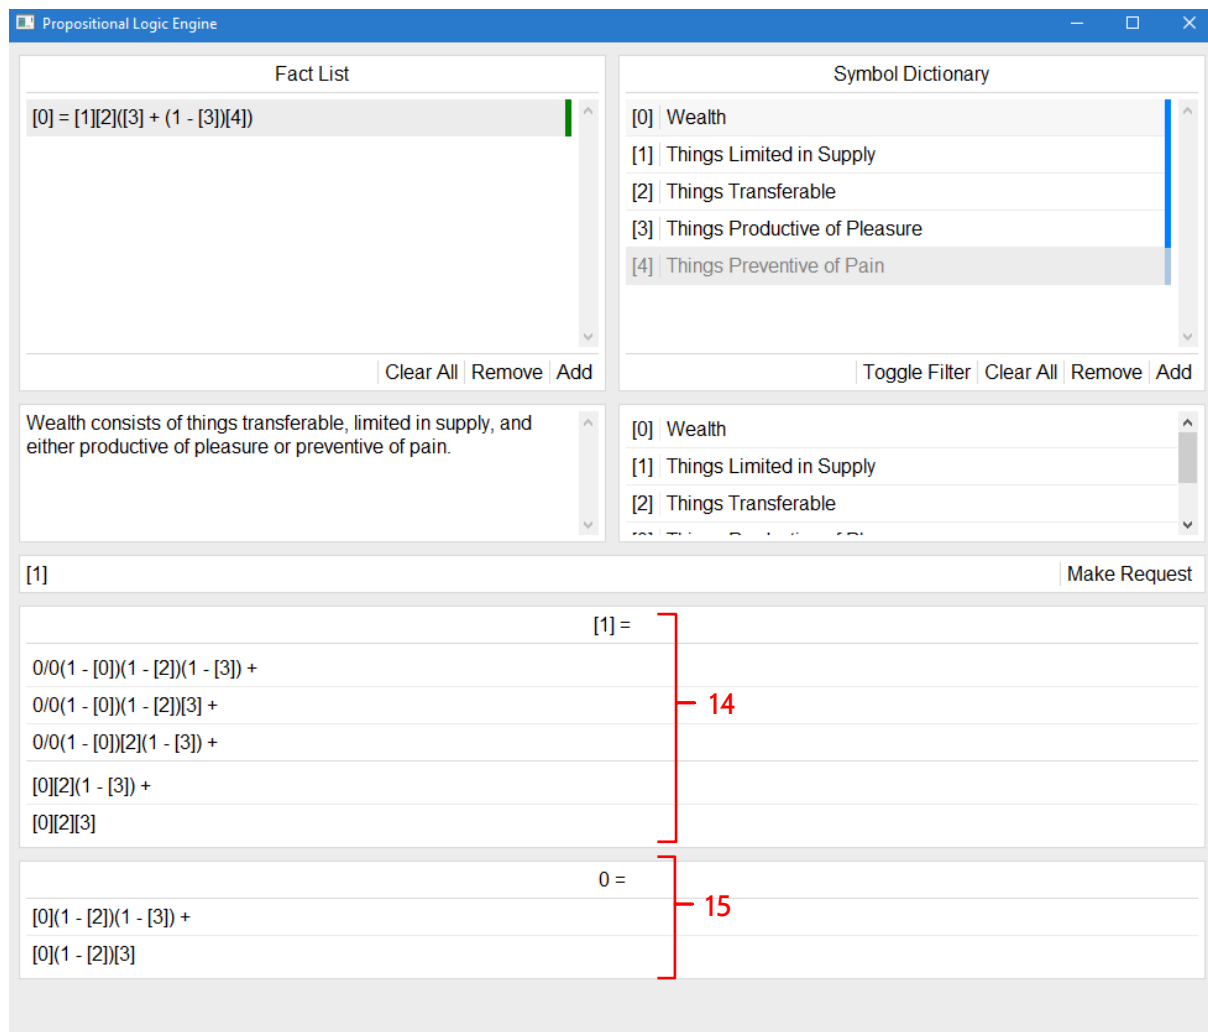 Propositional Logic Engine
Fact List
[0] = [1][2]([3] + (1 - [3])[4])
Clear All Remove Add
Symbol Dictionary
[0] Wealth
[1] Things Limited in Supply
[2] Things Transferable
[3] Things Productive of Pleasure
[4] Things Preventive of Pain
Toggle Filter Clear All Remove Add
Wealth consists of things transferable, limited in supply, and
either productive of pleasure or preventive of pain.
[0] Wealth
[1] Things Limited in Supply
[2] Things Transferable
[1]
Make Request
[1] =
0/0(1 - [0])(1 - [2])(1 - [3]) +
0/0(1 - [0])(1 - [2])[3] +
0/0(1 - [0])[2](1 - [3]) +
[0][2](1 - [3]) +
[0][2][3]
14
0 =
[0](1 - [2])(1 - [3]) +
[0](1 - [2])[3]
15